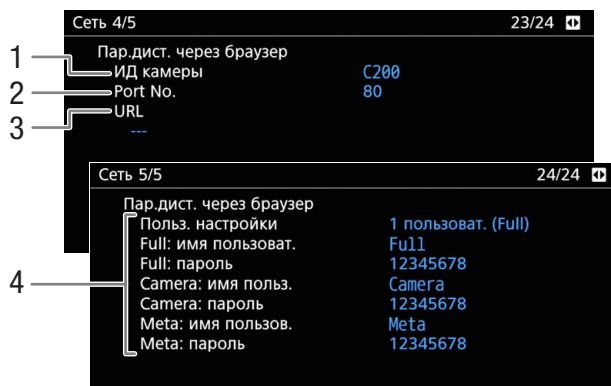 Сеть 4/5 23/24
Пар.дист. через браузер
1 ИД камеры C200
2 Port No. 80
3 URL
---
Сеть 5/5 24/24
Пар.дист. через браузер
Польз. настройки 1 пользоват. (Full)
Full: имя пользоват. Full
Full: пароль 12345678
4 Camera: имя польз. Camera
Camera: пароль 12345678
Meta: имя пользов. Meta
Meta: пароль 12345678